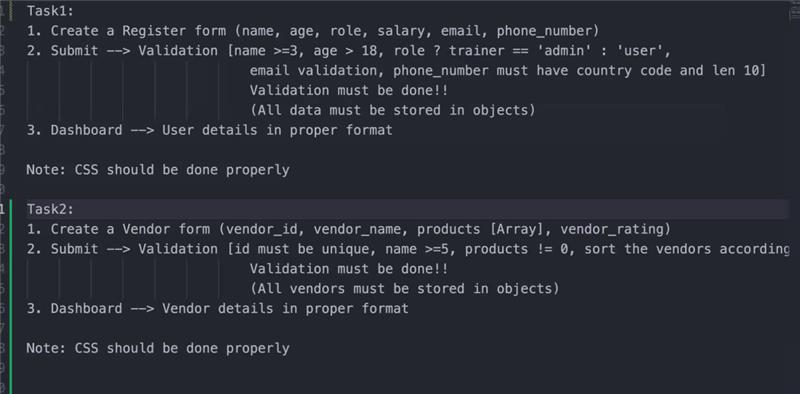 Task1:
1. Create a Register form (name, age, role, salary, email, phone_number)
2. Submit --> Validation [name >=3, age > 18, role ? trainer == 'admin' : 'user',
email validation, phone_number must have country code and len 10]
Validation must be done!!
(All data must be stored in objects)
3. Dashboard --> User details in proper format
Note: CSS should be done properly
Task2:
1. Create a Vendor form (vendor_id, vendor_name, products [Array], vendor_rating)
2. Submit --> Validation [id must be unique, name >=5, products != 0, sort the vendors according
Validation must be done!!
(All vendors must be stored in objects)
3. Dashboard --> Vendor details in proper format
Note: CSS should be done properly